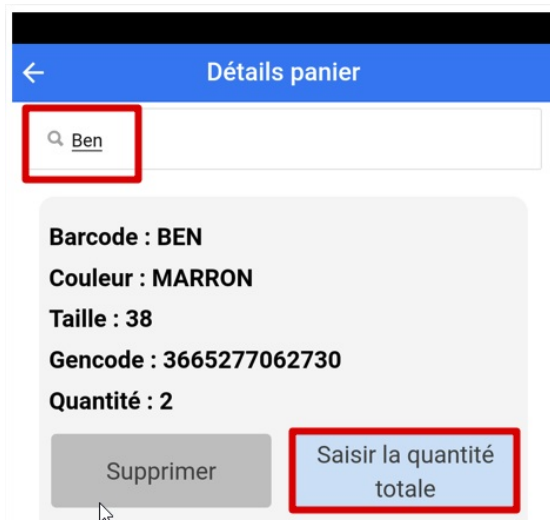 Détails panier
Ben
Barcode : BEN
Couleur : MARRON
Taille : 38
Gencode : 3665277062730
Quantité : 2
Supprimer
Saisir la quantité
totale